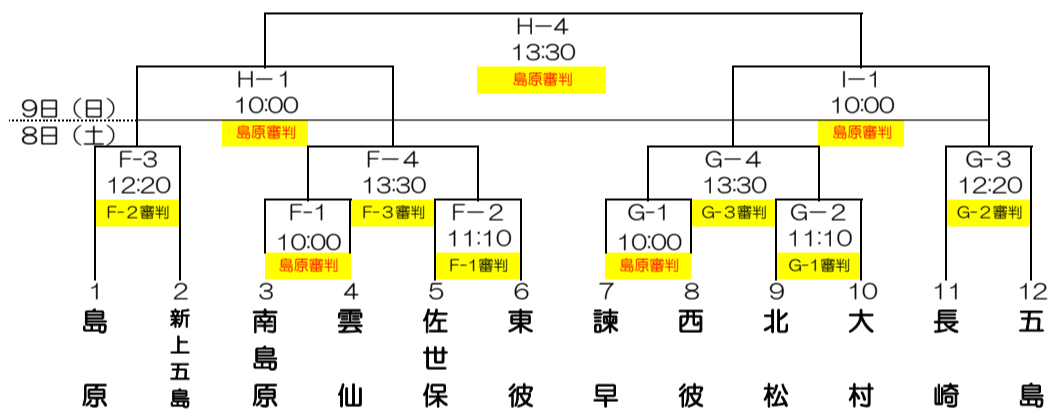 H-4
13:30
島原審判
H-1
10:00
島原審判
I-1
10:00
島原審判
9日（日）
8日（土）
F-3
12:20
F-2審判
F-4
13:30
F-3審判
G-4
13:30
G-3審判
G-3
12:20
G-2審判
F-1
10:00
島原審判
F-2
11:10
F-1審判
G-1
10:00
島原審判
G-2
11:10
G-1審判
1 2 3 4 5 6 7 8 9 10 11 12
島原
新上五島
南島原
雲仙
佐世保
東彼
諫早
西彼
北松
大村
長崎
五島